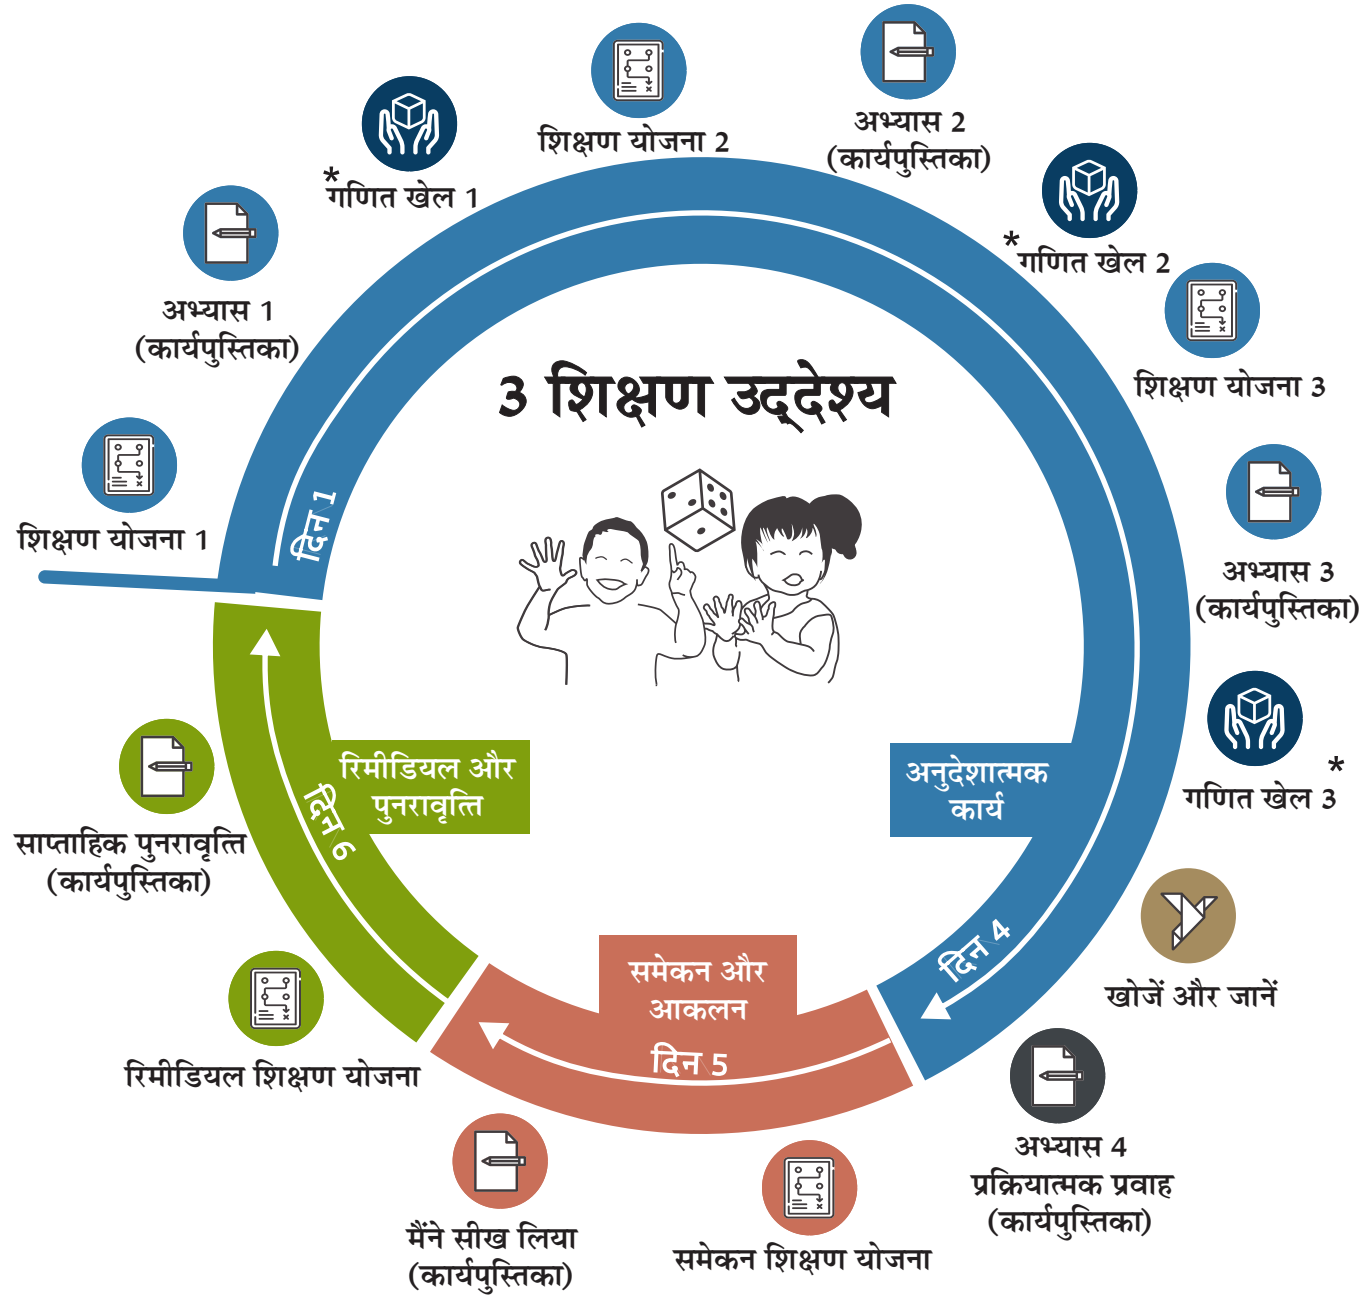 3 शिक्षण उद्देश्य
शिक्षण योजना 1
अभ्यास 1
(कार्यपुस्तिका)
*गणित खेल 1
शिक्षण योजना 2
अभ्यास 2
(कार्यपुस्तिका)
*गणित खेल 2
शिक्षण योजना 3
अभ्यास 3
(कार्यपुस्तिका)
गणित खेल 3*
खोजें और जानें
अभ्यास 4
प्रक्रियात्मक प्रवाह
(कार्यपुस्तिका)
समेकन शिक्षण योजना
मैंने सीख लिया
(कार्यपुस्तिका)
रिमीडियल शिक्षण योजना
साप्ताहिक पुनरावृत्ति
(कार्यपुस्तिका)
दिन 1
अनुदेशात्मक
कार्य
दिन 4
समेकन और
आकलन
दिन 5
रिमीडियल और
पुनरावृत्ति
दिन 6